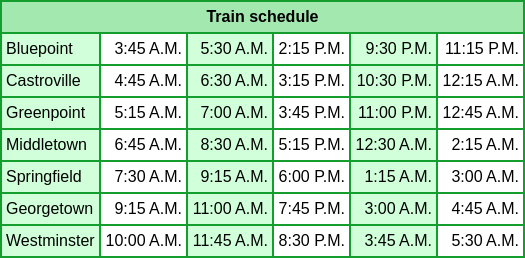 Train schedule
Bluepoint 3:45 A.M. 5:30 A.M. 2:15 P.M. 9:30 P.M. 11:15 P.M.
Castroville 4:45 A.M. 6:30 A.M. 3:15 P.M. 10:30 P.M. 12:15 A.M.
Greenpoint 5:15 A.M. 7:00 A.M. 3:45 P.M. 11:00 P.M. 12:45 A.M.
Middletown 6:45 A.M. 8:30 A.M. 5:15 P.M. 12:30 A.M. 2:15 A.M.
Springfield 7:30 A.M. 9:15 A.M. 6:00 P.M. 1:15 A.M. 3:00 A.M.
Georgetown 9:15 A.M. 11:00 A.M. 7:45 P.M. 3:00 A.M. 4:45 A.M.
Westminster 10:00 A.M. 11:45 A.M. 8:30 P.M. 3:45 A.M. 5:30 A.M.